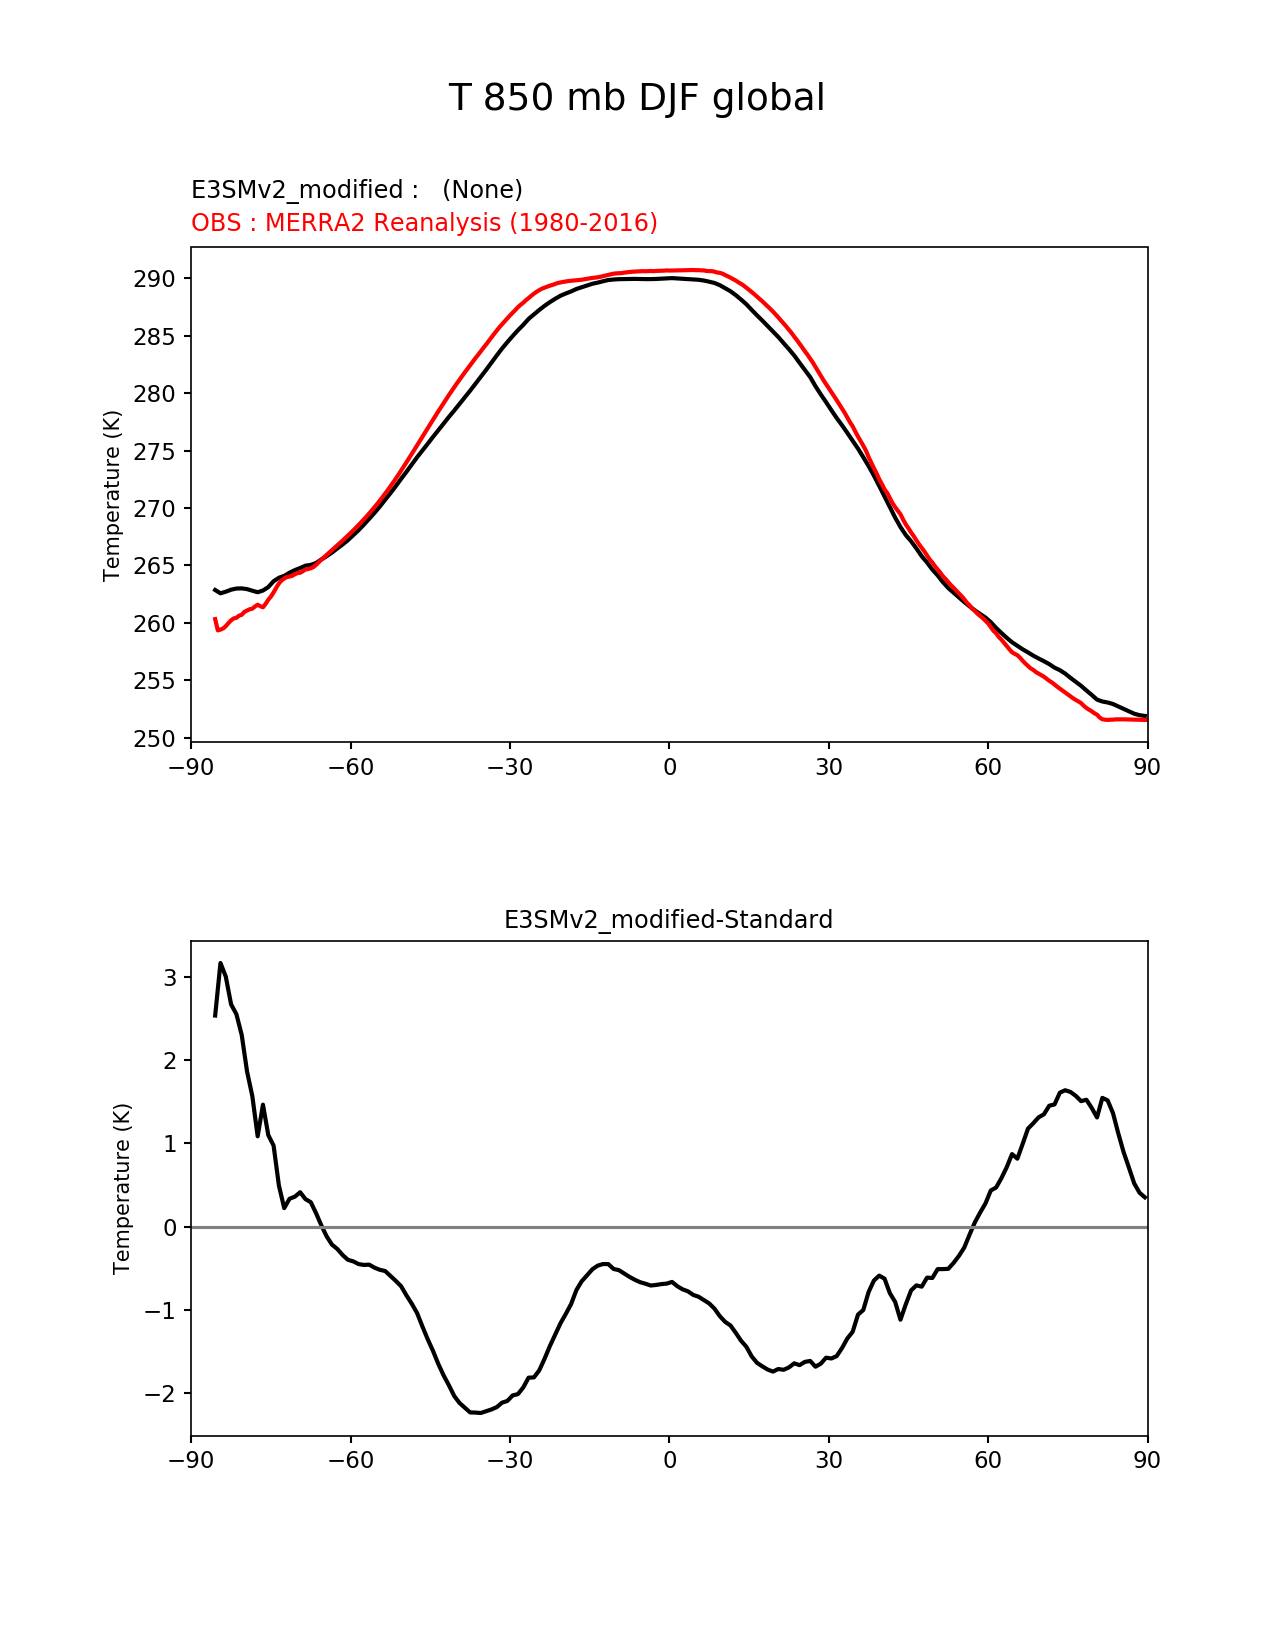 T 850 mb DJF global
E3SMv2_modified :   (None)
OBS : MERRA2 Reanalysis (1980-2016)
290
285
280
275
270
265
260
255
250
Temperature (K)
−90 −60 −30 0 30 60 90
E3SMv2_modified-Standard
3
2
1
0
−1
−2
Temperature (K)
−90 −60 −30 0 30 60 90